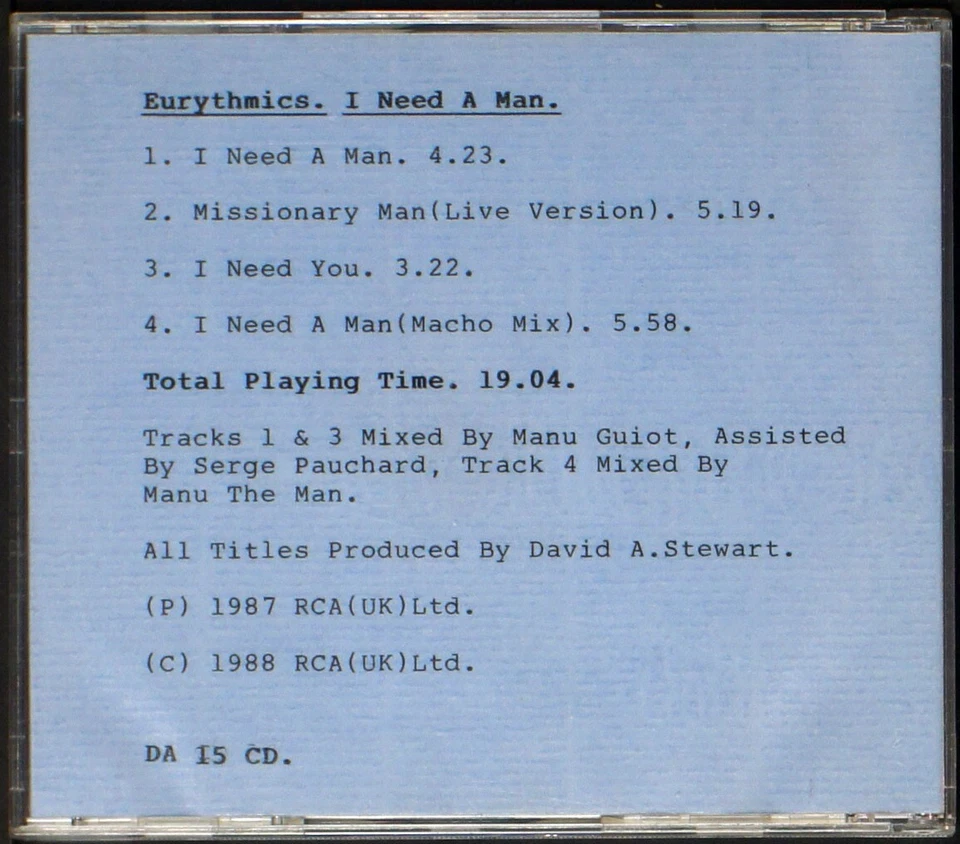 Eurythmics. I Need A Man.
1. I Need A Man. 4.23.
2. Missionary Man(Live Version). 5.19.
3. I Need You. 3.22.
4. I Need A Man(Macho Mix). 5.58.
Total Playing Time. 19.04.
Tracks 1 & 3 Mixed By Manu Guiot, Assisted
By Serge Pauchard, Track 4 Mixed By
Manu The Man.
All Titles Produced By David A.Stewart.
(P) 1987 RCA(UK)Ltd.
(C) 1988 RCA(UK)Ltd.
DA 15 CD.